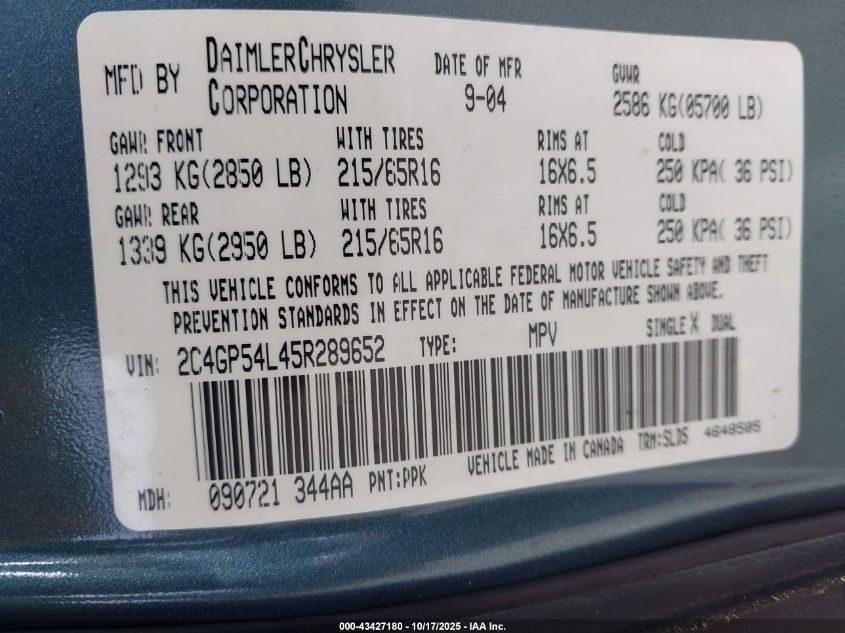 MFD BY DAIMLERCHRYSLER CORPORATION DATE OF MFR 9-04 GVWR 2586 KG(05700 LB)
GAWR FRONT WITH TIRES RIMS AT COLD
1293 KG(2850 LB) 215/65R16 16X6.5 250 KPA( 36 PSI)
GAWR REAR WITH TIRES RIMS AT COLD
1339 KG(2950 LB) 215/65R16 16X6.5 250 KPA( 36 PSI)
THIS VEHICLE CONFORMS TO ALL APPLICABLE FEDERAL MOTOR VEHICLE SAFETY AND THEFT
PREVENTION STANDARDS IN EFFECT ON THE DATE OF MANUFACTURE SHOWN ABOVE.
VIN: 2C4GP54L45R289652 TYPE: MPV SINGLE X DUAL
MDH: 090721 344AA PNT:PPK VEHICLE MADE IN CANADA TRM:SLDS 4648505
000-43427180 - 10/17/2025 - IAA Inc.